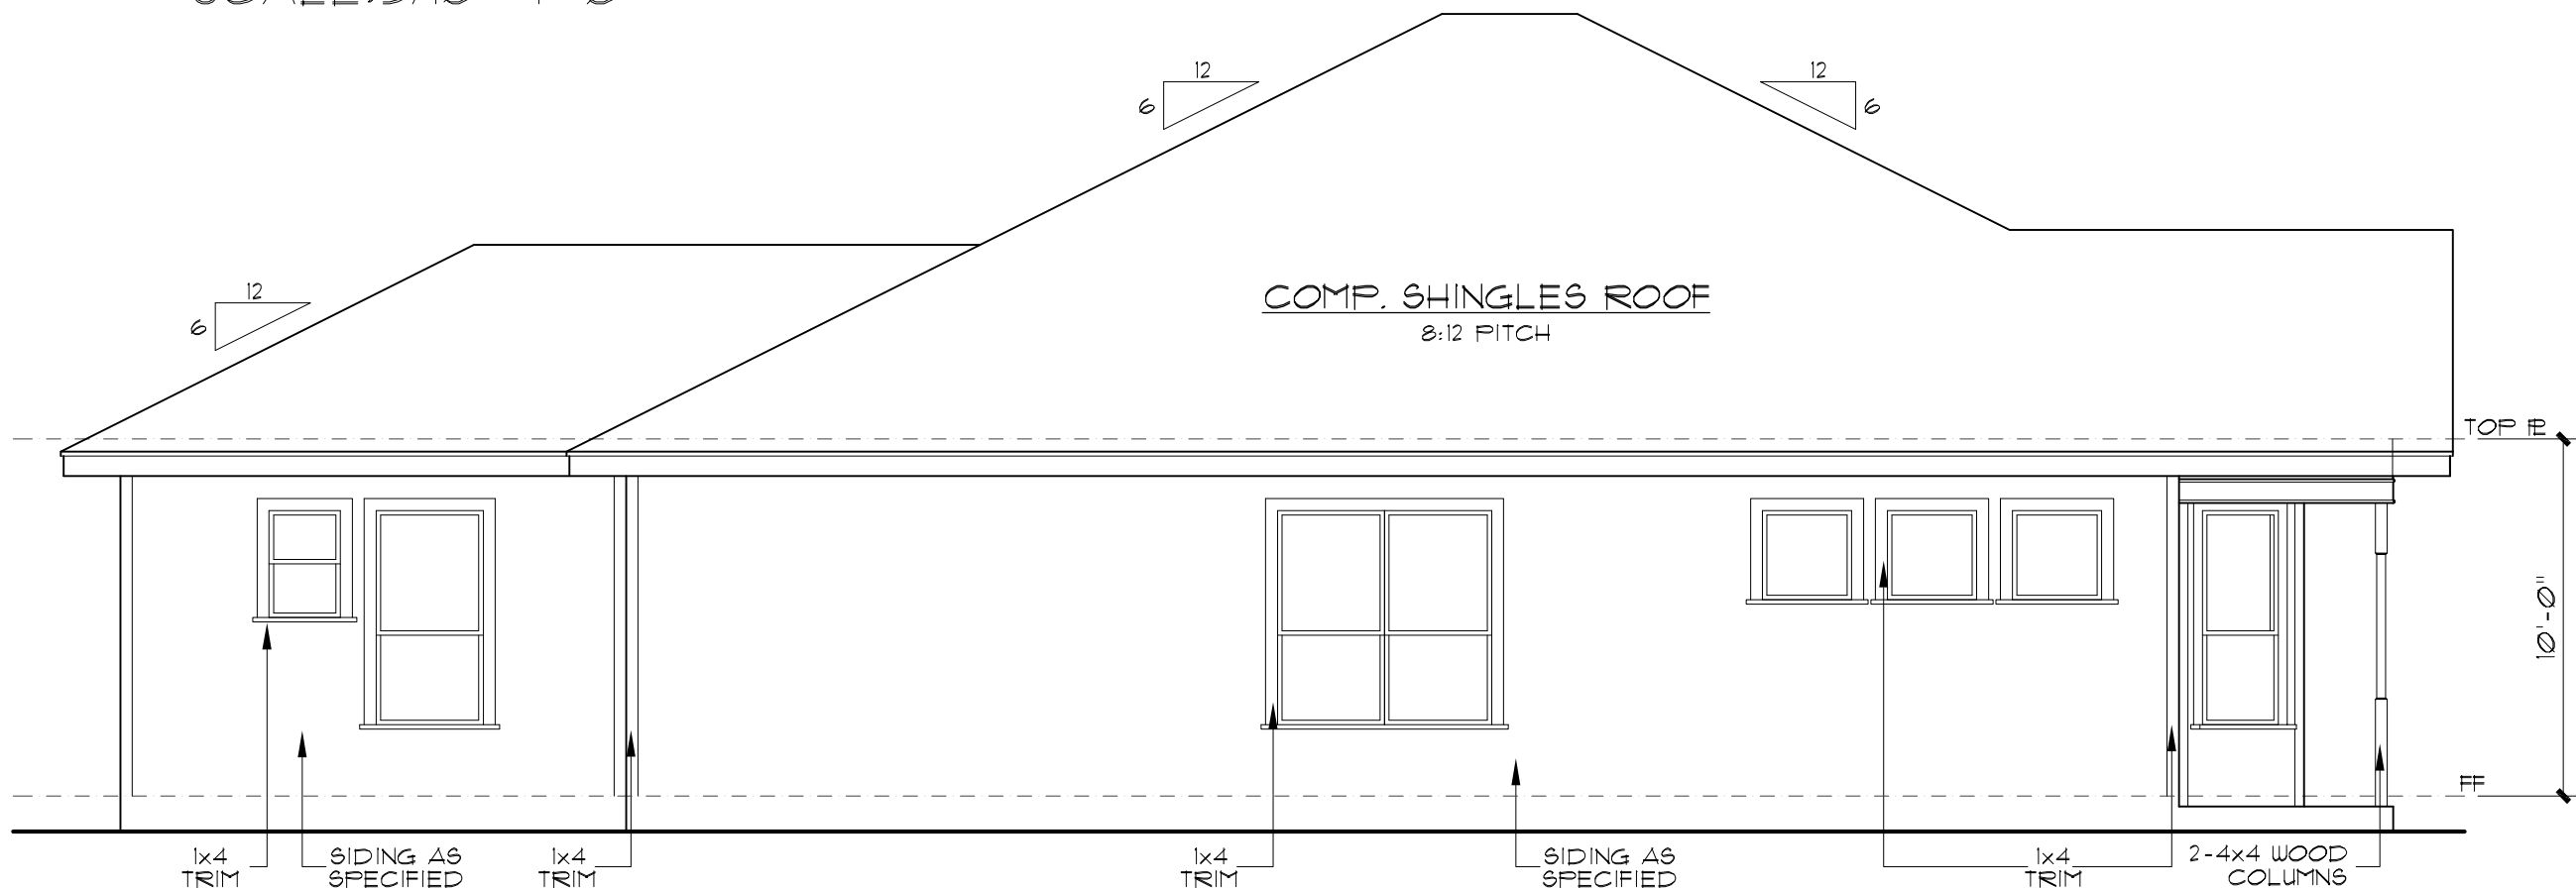 12
6
12
6
12
6
COMP. SHINGLES ROOF
8:12 PITCH
TOP PL
10'-0"
FF
1x4
TRIM
SIDING AS
SPECIFIED
1x4
TRIM
1x4
TRIM
SIDING AS
SPECIFIED
1x4
TRIM
2-4x4 WOOD
COLUMNS